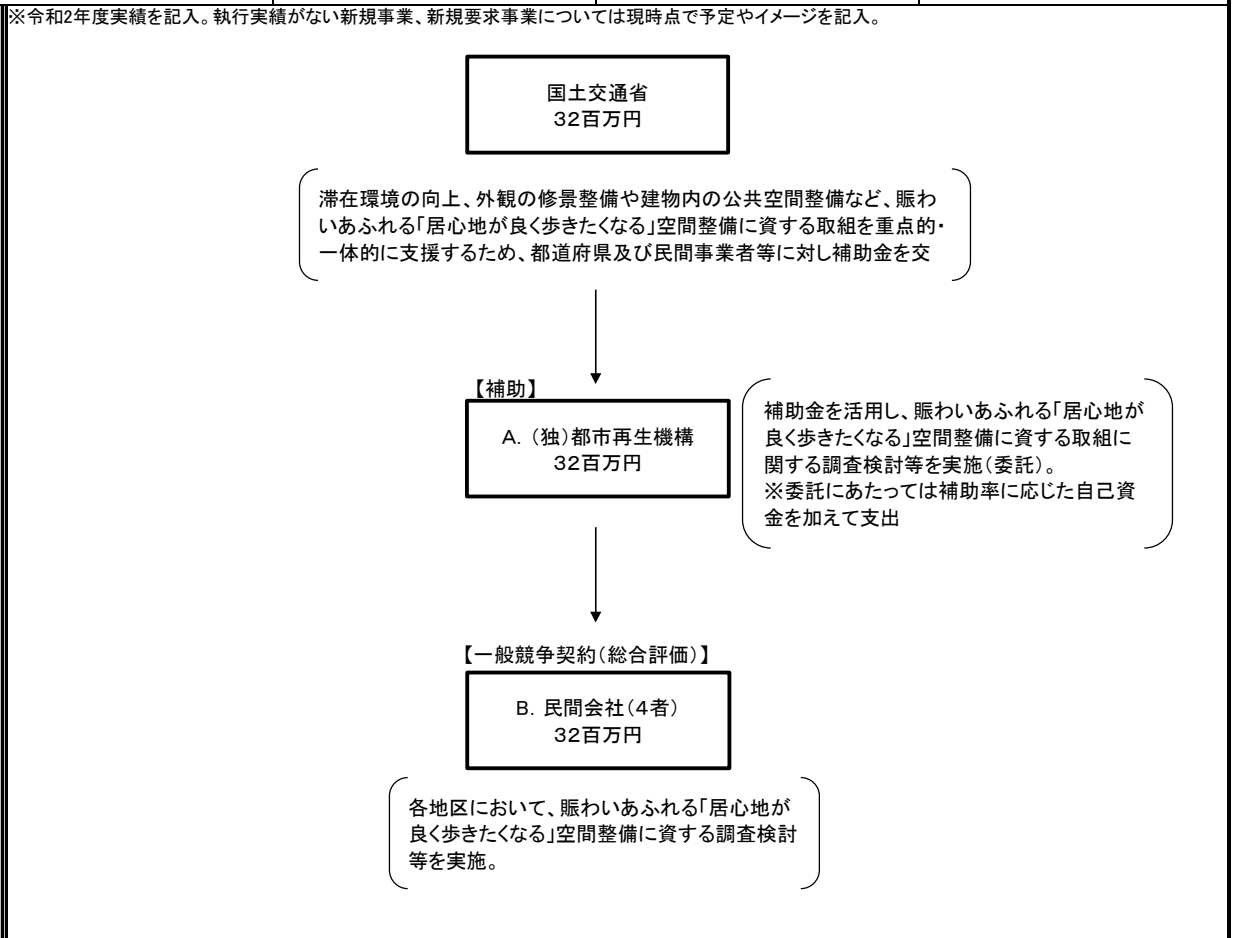 ※令和2年度実績を記入。執行実績がない新規事業、新規要求事業については現時点で予定やイメージを記入。
国土交通省
32百万円
滞在環境の向上、外観の修景整備や建物内の公共空間整備など、賑わ
いあふれる「居心地が良く歩きたくなる」空間整備に資する取組を重点的・
一体的に支援するため、都道府県及び民間事業者等に対し補助金を交
【補助】
A．（独）都市再生機構
32百万円
補助金を活用し、賑わいあふれる「居心地が
良く歩きたくなる」空間整備に資する取組に
関する調査検討等を実施（委託）。
※委託にあたっては補助率に応じた自己資
金を加えて支出
【一般競争契約（総合評価）】
B．民間会社（4者）
32百万円
各地区において、賑わいあふれる「居心地が
良く歩きたくなる」空間整備に資する調査検討
等を実施。